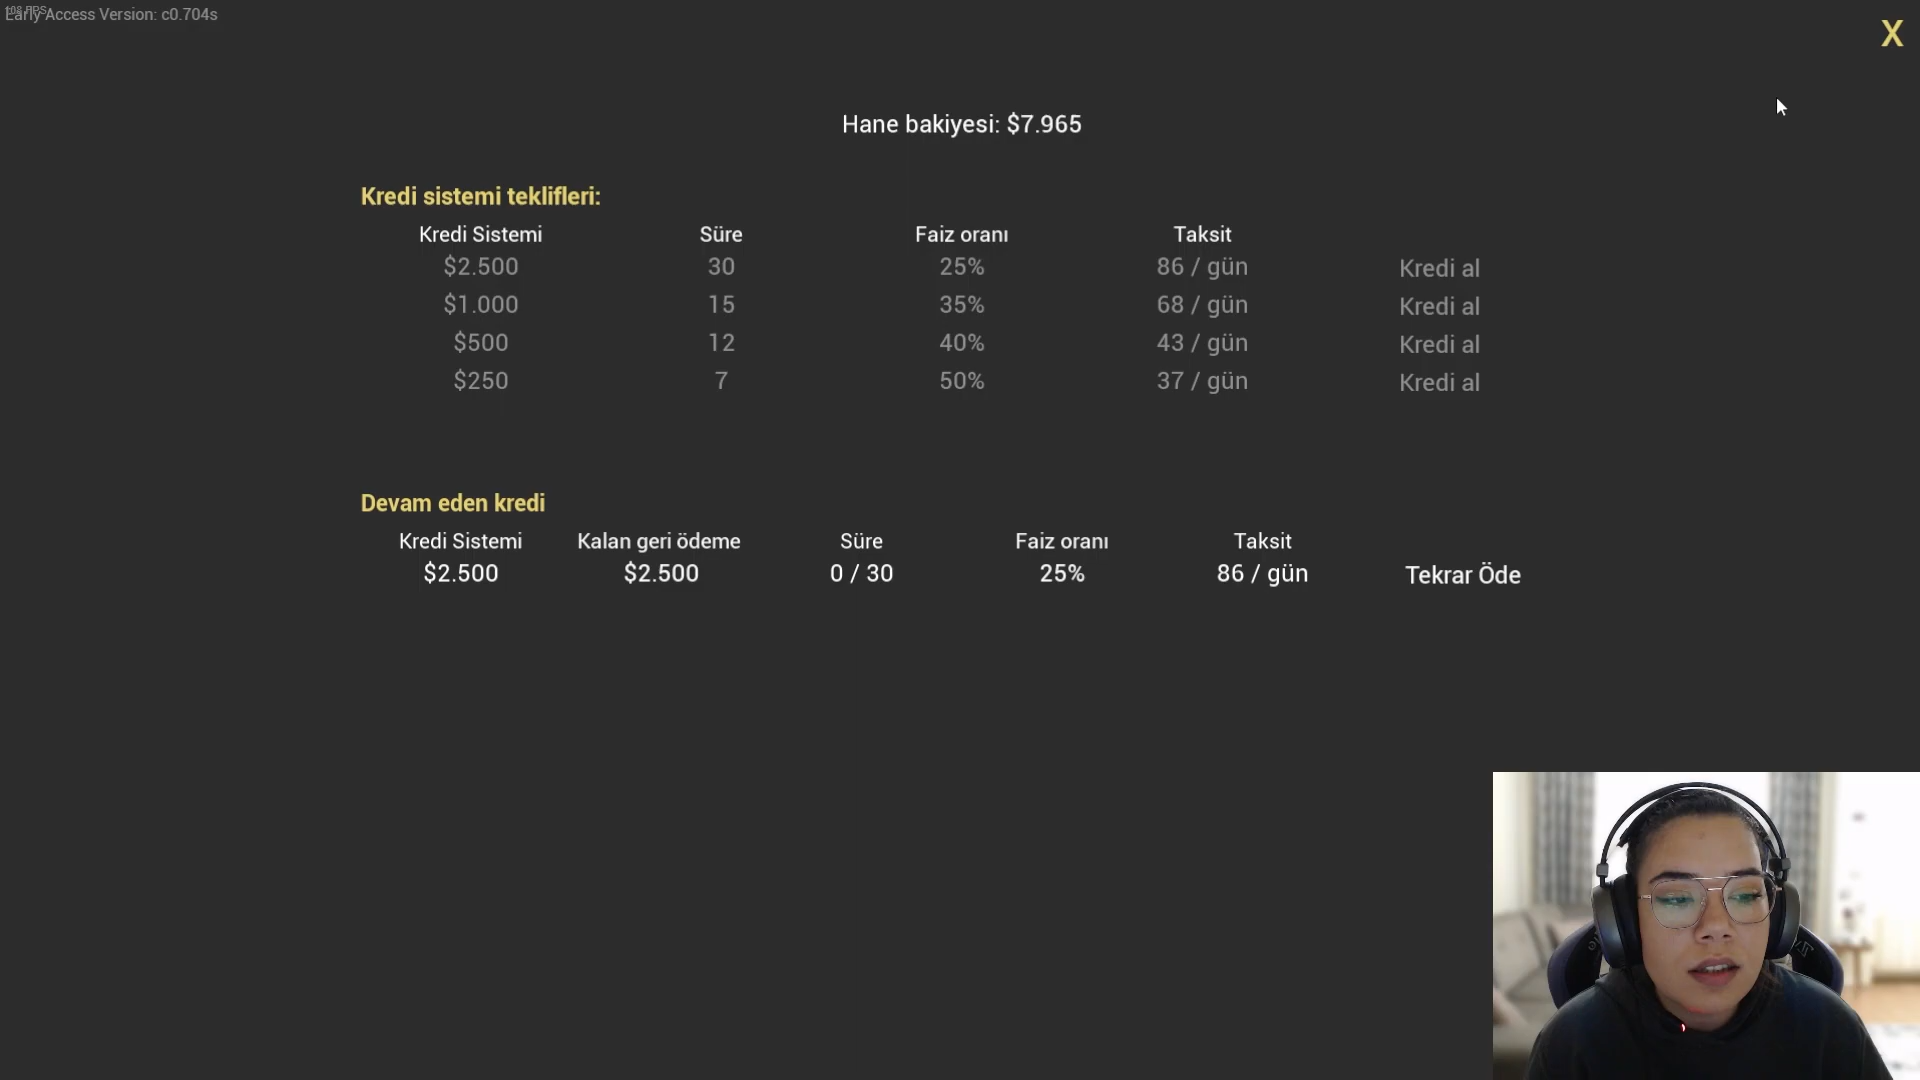 Early Access Version: c0.704s
X
Hane bakiyesi: $7.965
Kredi sistemi teklifleri:
Kredi Sistemi Süre Faiz oranı Taksit
$2.500 30 25% 86 / gün Kredi al
$1.000 15 35% 68 / gün Kredi al
$500 12 40% 43 / gün Kredi al
$250 7 50% 37 / gün Kredi al
Devam eden kredi
Kredi Sistemi Kalan geri ödeme Süre Faiz oranı Taksit
$2.500 $2.500 0 / 30 25% 86 / gün Tekrar Öde